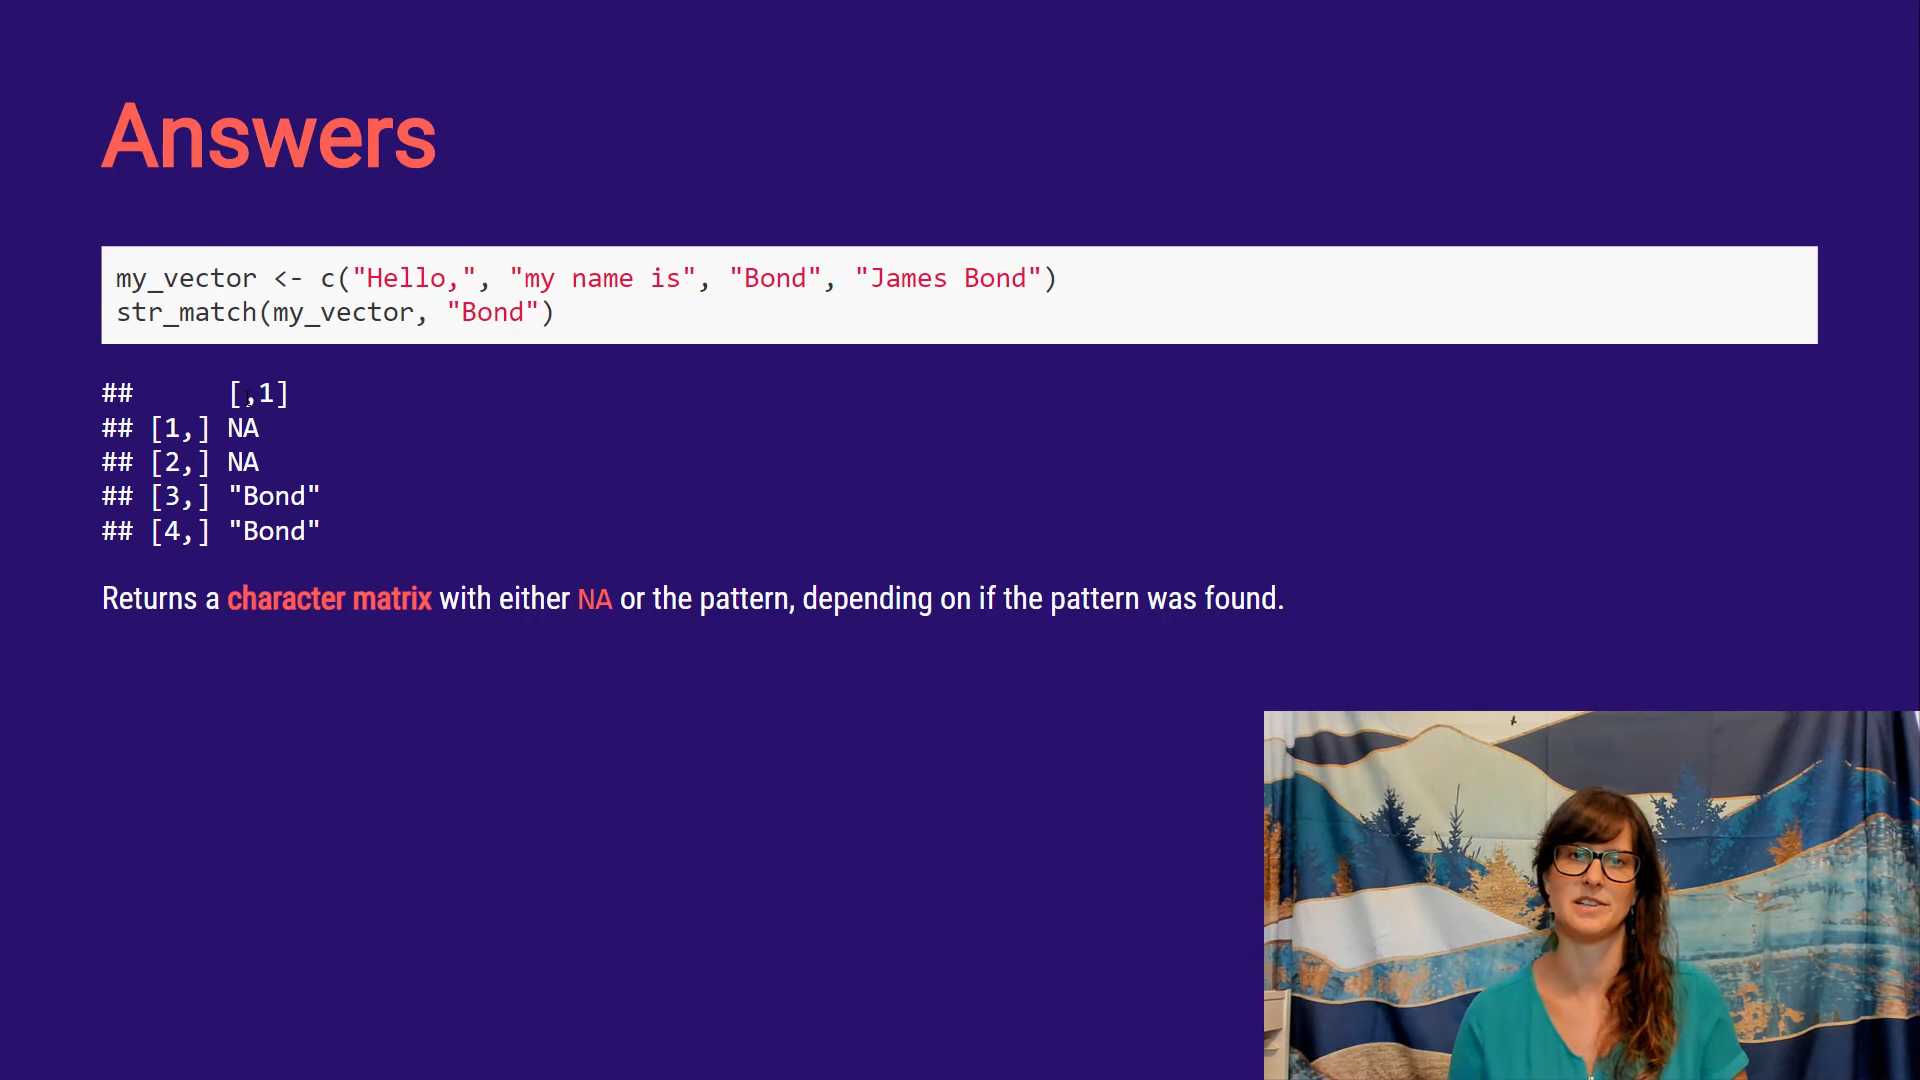 Answers
my_vector <- c("Hello,", "my name is", "Bond", "James Bond")
str_match(my_vector, "Bond")
##      [,1]
## [1,] NA
## [2,] NA
## [3,] "Bond"
## [4,] "Bond"
Returns a character matrix with either NA or the pattern, depending on if the pattern was found.